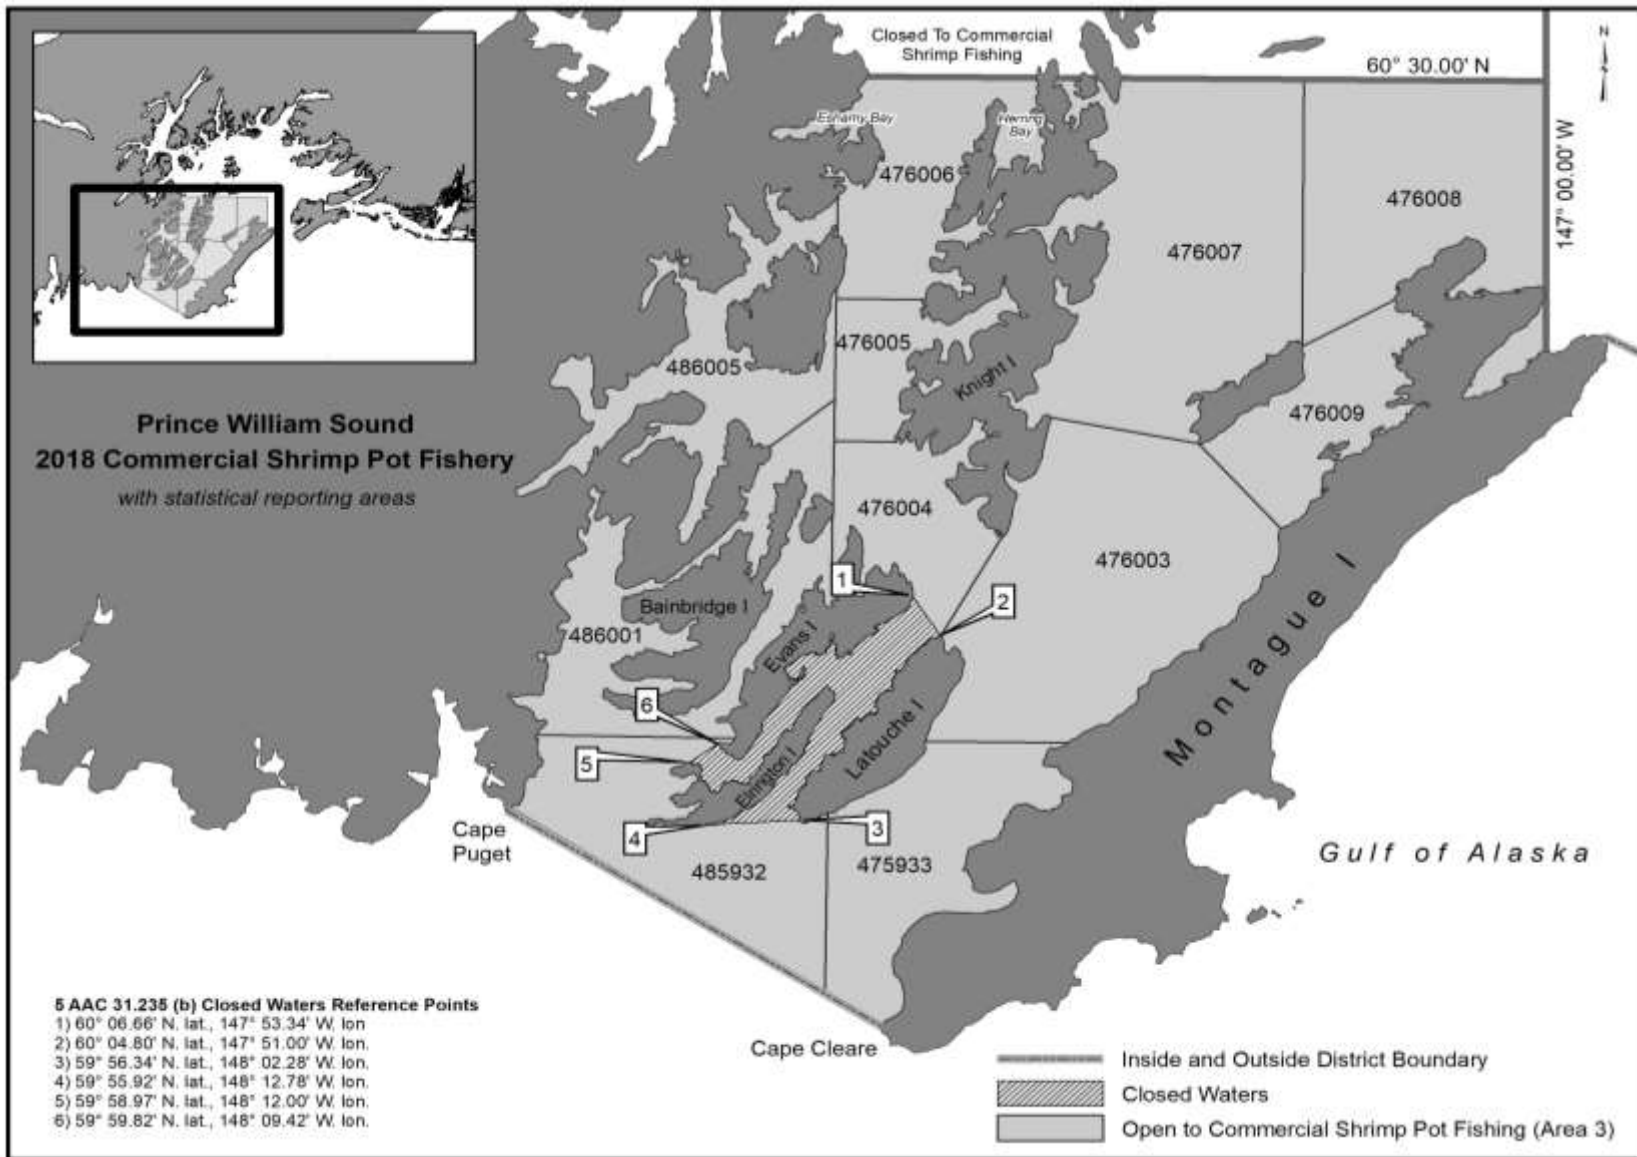 Closed To Commercial
Shrimp Fishing
60° 30.00' N
N
147° 00.00' W
Eshamy Bay
Herring
Bay
476006
476007
476008
476005
486005
Knight I
476009
Prince William Sound
2018 Commercial Shrimp Pot Fishery
with statistical reporting areas
476004
476003
1
2
Bainbridge I
486001
Evans I
Montague I
6
5
Elrington I
Latouche I
4
3
Cape
Puget
485932
475933
Gulf of Alaska
Cape Cleare
5 AAC 31.235 (b) Closed Waters Reference Points
1) 60° 06.66' N. lat., 147° 53.34' W. lon
2) 60° 04.80' N. lat., 147° 51.00' W. lon.
3) 59° 56.34' N. lat., 148° 02.28' W. lon.
4) 59° 55.92' N. lat., 148° 12.78' W. lon.
5) 59° 58.97' N. lat., 148° 12.00' W. lon.
6) 59° 59.82' N. lat., 148° 09.42' W. lon.
Inside and Outside District Boundary
Closed Waters
Open to Commercial Shrimp Pot Fishing (Area 3)